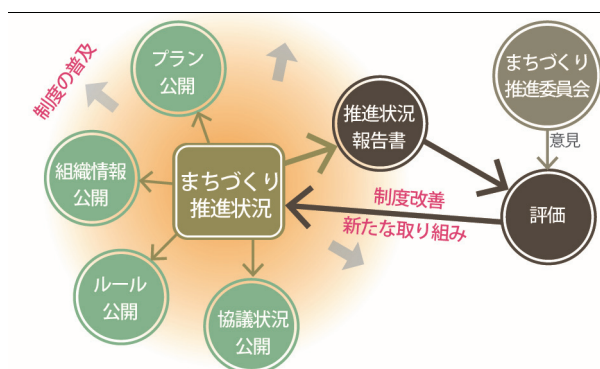 制度の普及
プラン
公開
組織情報
公開
ルール
公開
協議状況
公開
まちづくり
推進状況
推進状況
報告書
まちづくり
推進委員会
意見
評価
制度改善
新たな取り組み